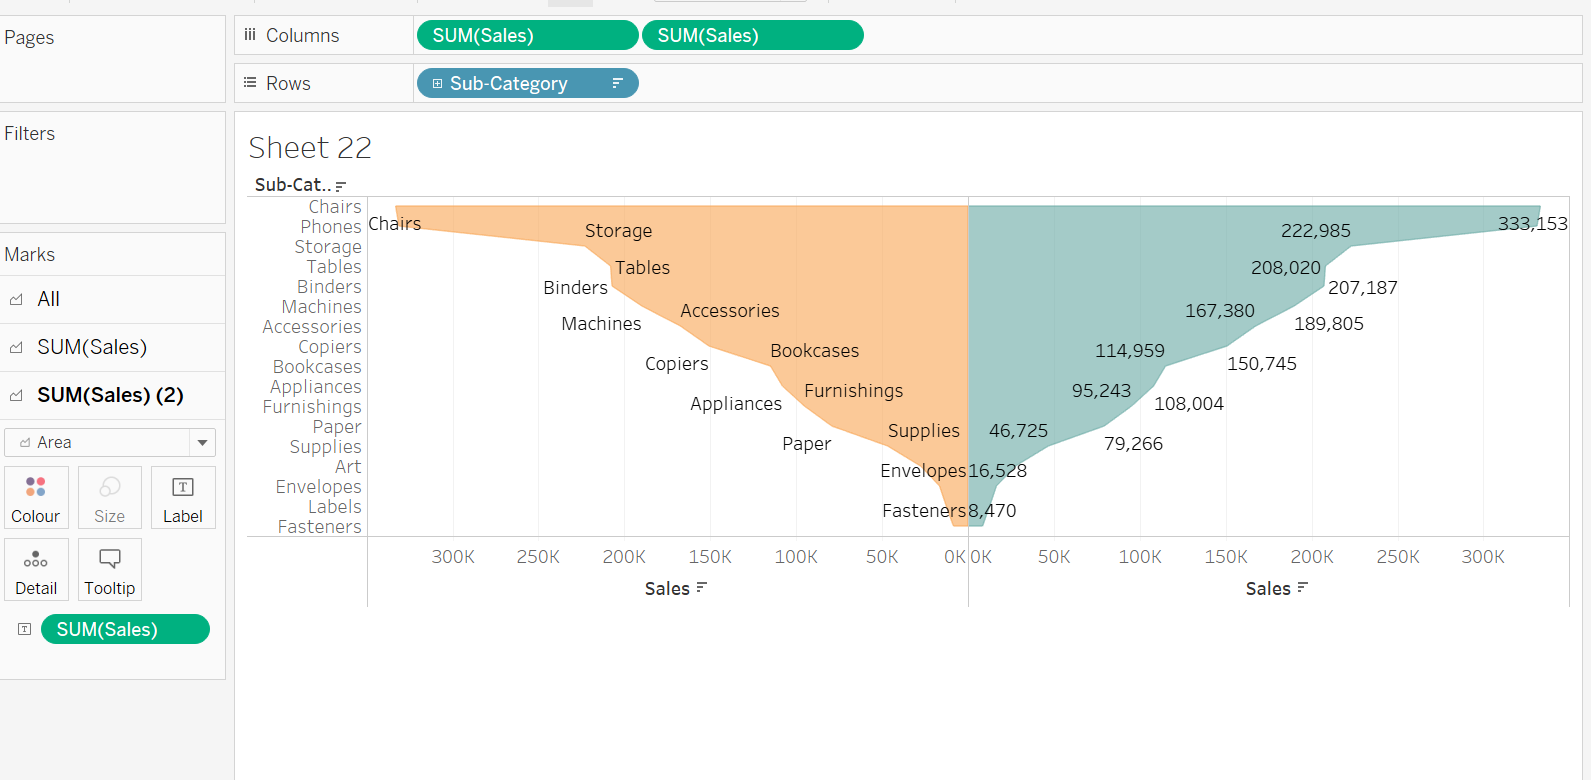 Pages
Columns SUM(Sales) SUM(Sales)
Rows Sub-Category
Filters
Marks
All
SUM(Sales)
SUM(Sales) (2)
Area
Colour Size Label
Detail Tooltip
SUM(Sales)
Sheet 22
Sub-Cat..
Chairs
Phones
Storage
Tables
Binders
Machines
Accessories
Copiers
Bookcases
Appliances
Furnishings
Paper
Supplies
Art
Envelopes
Labels
Fasteners
Chairs 333,153
Storage 222,985
Tables 208,020
Binders 207,187
Accessories 167,380
Machines 189,805
Bookcases 114,959
Copiers 150,745
Furnishings 95,243
Appliances 108,004
Supplies 46,725
Paper 79,266
Envelopes 16,528
Fasteners 8,470
300K 250K 200K 150K 100K 50K 0K 0K 50K 100K 150K 200K 250K 300K
Sales Sales